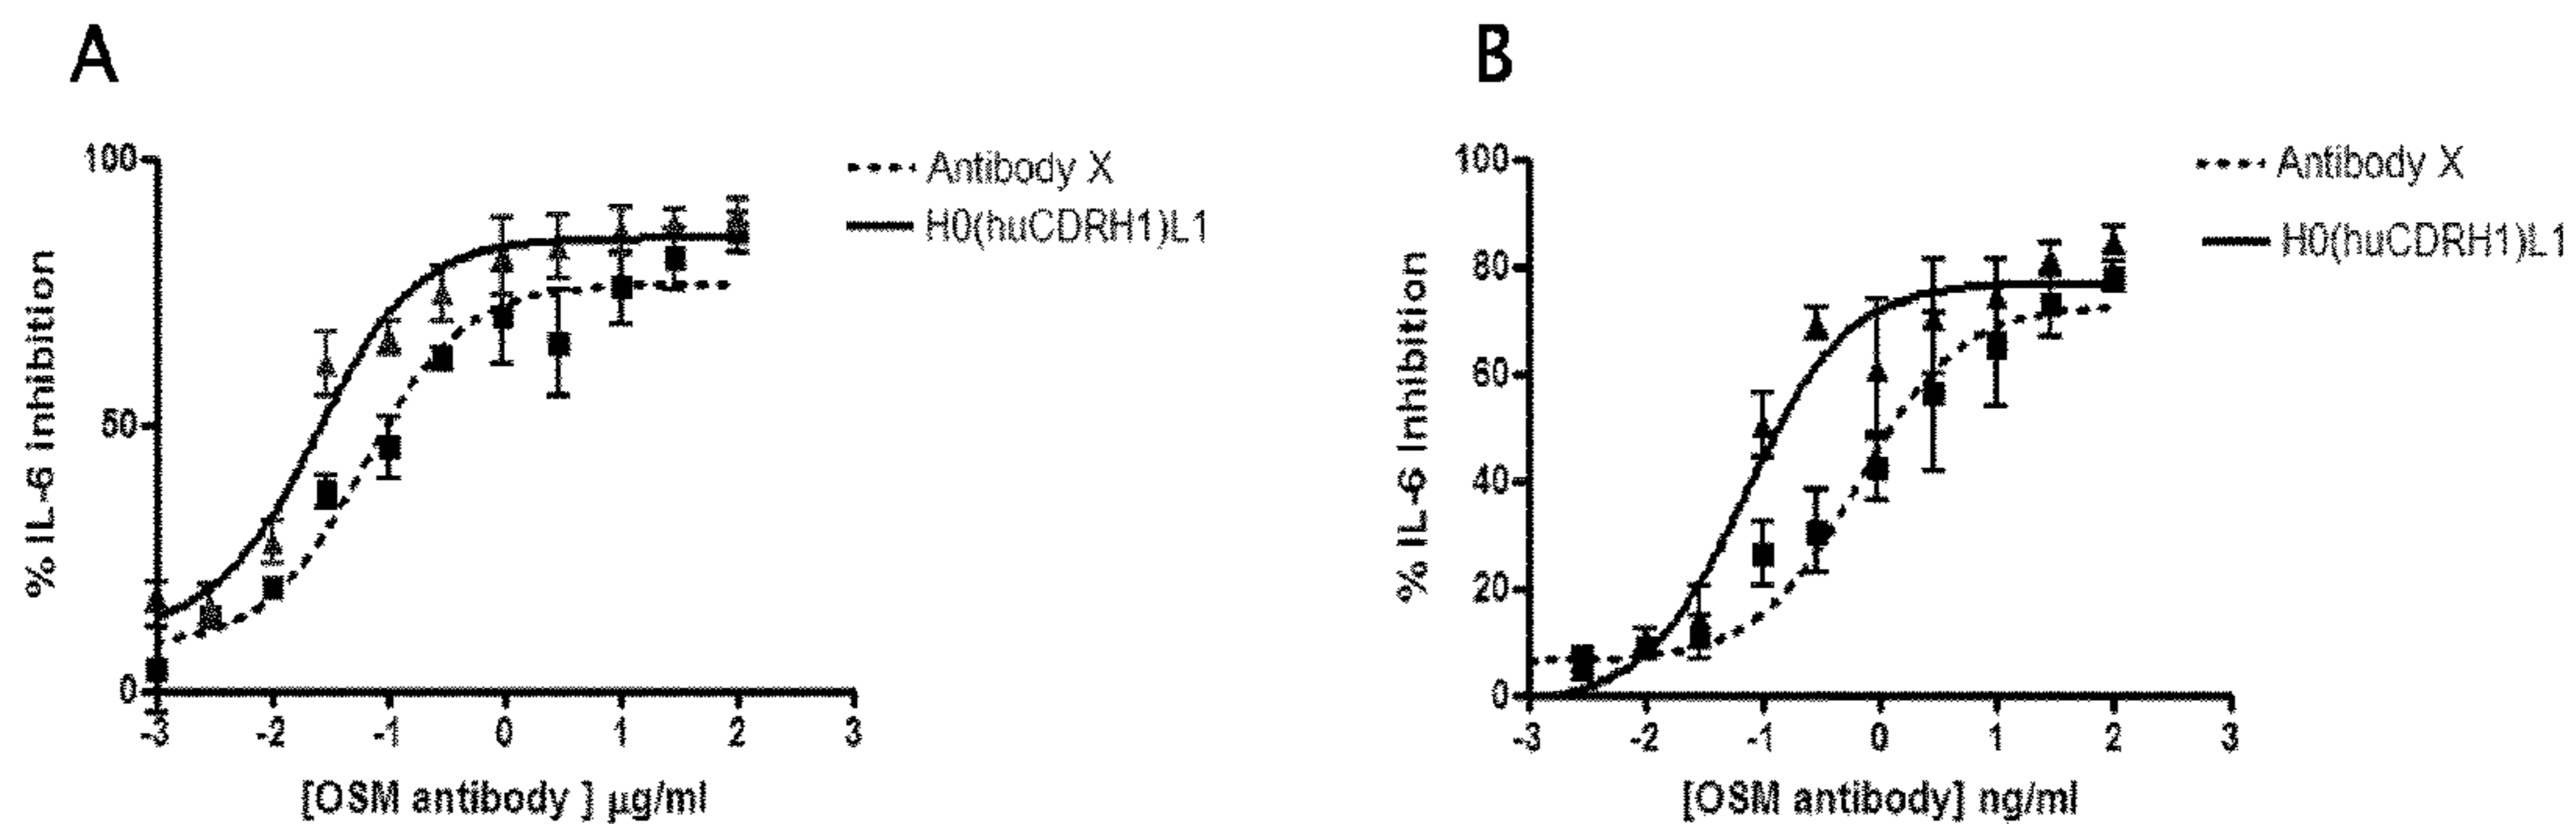 A
% IL-6 inhibition
100
50
0
-3 -2 -1 0 1 2 3
[OSM antibody ] µg/ml
Antibody X
H0(huCDRH1)L1
B
% IL-6 Inhibition
100
80
60
40
20
0
-3 -2 -1 0 1 2 3
[OSM antibody] ng/ml
Antibody X
H0(huCDRH1)L1